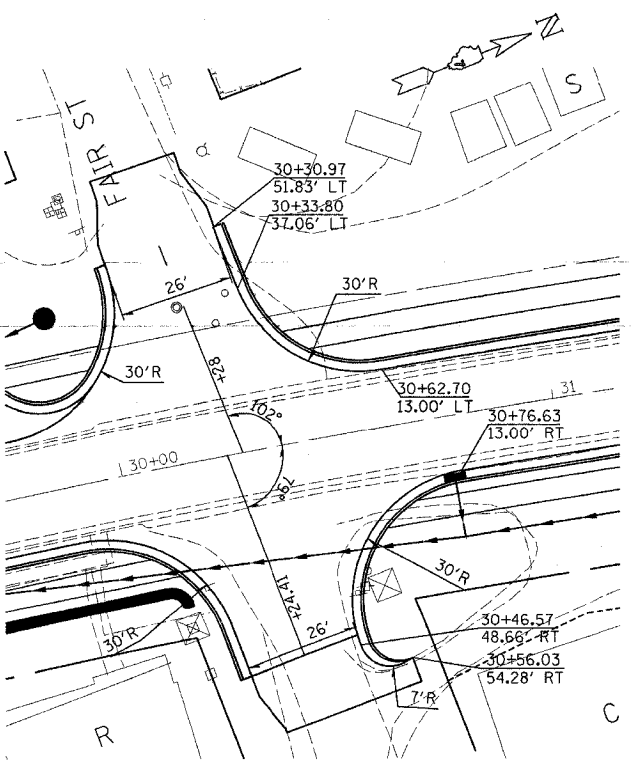 N
S
FAIR ST
30+30.97
51.83' LT
30+33.80
37.06' LT
26'
30'R
30'R
+28
30+62.70
13.00' LT
31
102°
30+76.63
13.00' RT
30+00
79°
30'R
+24.41
26'
30+46.57
48.66' RT
30'R
30+56.03
54.28' RT
7'R
R
C